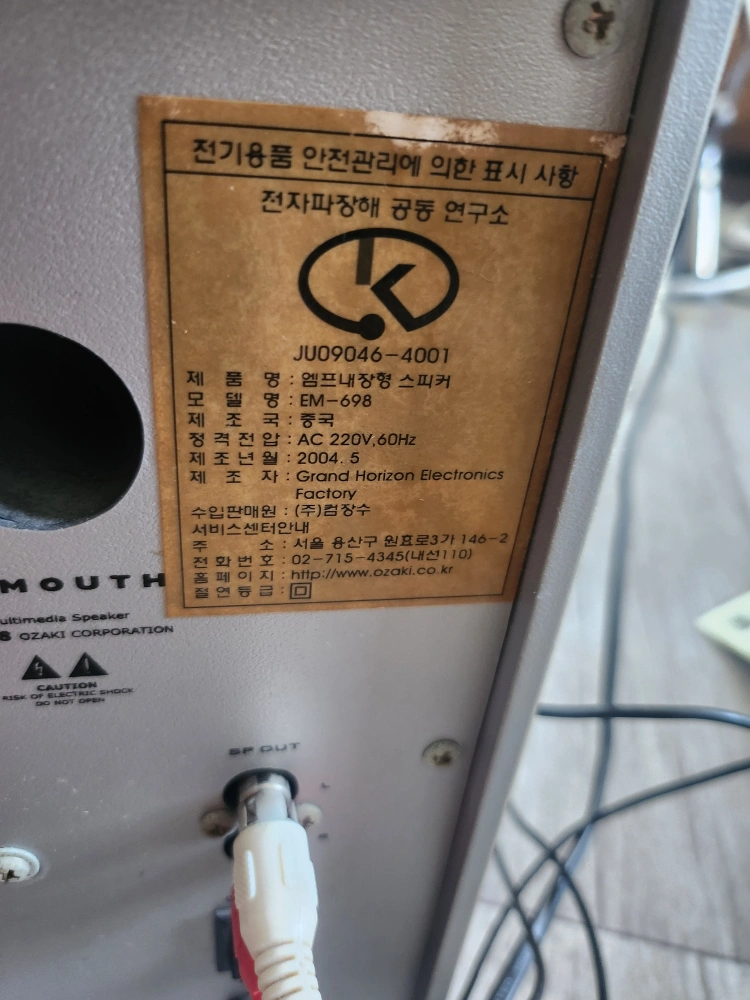 전기용품 안전관리에 의한 표시 사항
전자파장해 공동 연구소
JU09046-4001
제 품 명 : 엠프내장형 스피커
모 델 명 : EM-698
제 조 국 : 중국
정격전압 : AC 220V,60Hz
제조년월 : 2004. 5
제 조 자 : Grand Horizon Electronics
Factory
수입판매원 : (주)컴장수
서비스센터안내
주 소 : 서울 용산구 원효로3가 146-2
전화번호 : 02-715-4345(내선110)
홈페이지 : http://www.ozaki.co.kr
절연등급 :
MOUTH
ultimedia Speaker
8 OZAKI CORPORATION
CAUTION
RISK OF ELECTRIC SHOCK
DO NOT OPEN
SP OUT
L
R